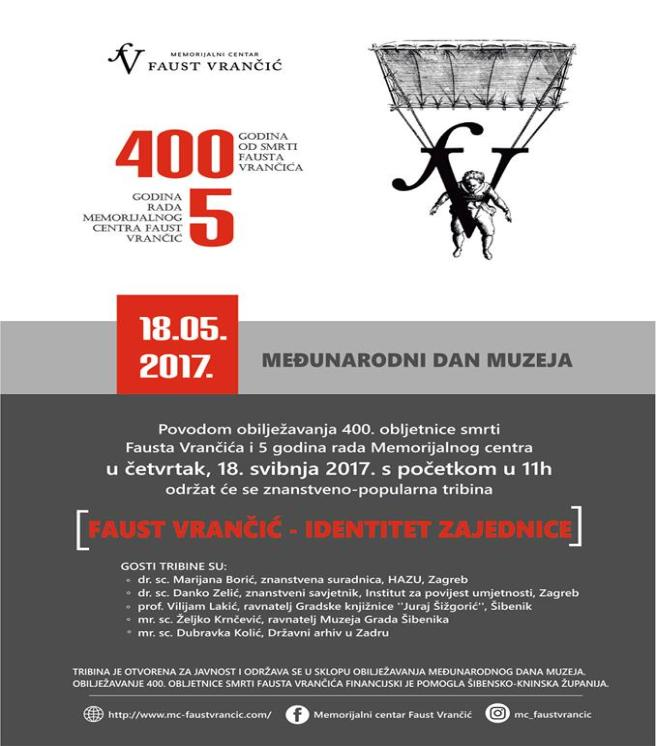 fV
MEMORIJALNI CENTAR
FAUST VRANČIĆ
400
GODINA
OD SMRTI
FAUSTA
VRANČIĆA
GODINA
RADA
MEMORIJALNOG
CENTRA FAUST
VRANČIĆ
5
fV
18.05.
2017.
MEĐUNARODNI DAN MUZEJA
Povodom obilježavanja 400. obljetnice smrti
Fausta Vrančića i 5 godina rada Memorijalnog centra
u četvrtak, 18. svibnja 2017. s početkom u 11h
održat će se znanstveno-popularna tribina
[FAUST VRANČIĆ - IDENTITET ZAJEDNICE]
GOSTI TRIBINE SU:
◦ dr. sc. Marijana Borić, znanstvena suradnica, HAZU, Zagreb
◦ dr. sc. Danko Zelić, znanstveni savjetnik, Institut za povijest umjetnosti, Zagreb
◦ prof. Vilijam Lakić, ravnatelj Gradske knjižnice ''Juraj Šižgorić'', Šibenik
◦ mr. sc. Željko Krnčević, ravnatelj Muzeja Grada Šibenika
◦ mr. sc. Dubravka Kolić, Državni arhiv u Zadru
TRIBINA JE OTVORENA ZA JAVNOST I ODRŽAVA SE U SKLOPU OBILJEŽAVANJA MEĐUNARODNOG DANA MUZEJA.
OBILJEŽAVANJE 400. OBLJETNICE SMRTI FAUSTA VRANČIĆA FINANCIJSKI JE POMOGLA ŠIBENSKO-KNINSKA ŽUPANIJA.
http://www.mc-faustvrancic.com/ f Memorijalni centar Faust Vrančić mc_faustvrancic